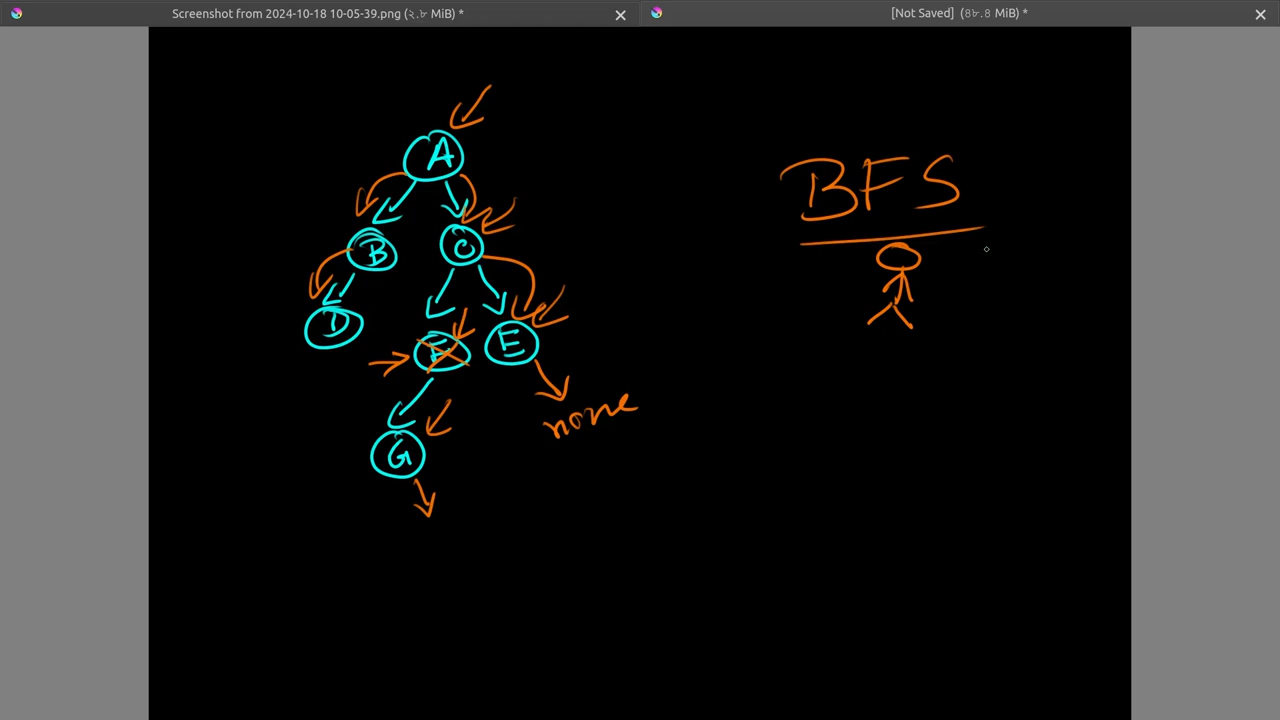 Screenshot from 2024-10-18 10-05-39.png (২.৮ MiB) *
[Not Saved] (৪৮.৪ MiB) *
A
BFS
B
C
D
F
E
none
G